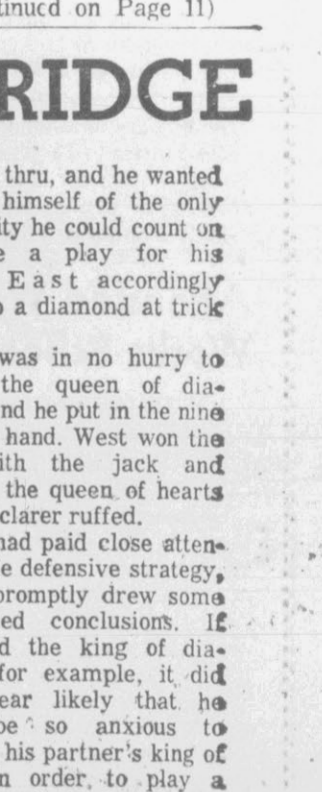 tinued on Page 11)
RIDGE
thru, and he wanted
himself of the only
ity he could count on
e a play for his
East accordingly
o a diamond at trick
was in no hurry to
the queen of dia-
nd he put in the nine
hand. West won the
ith the jack and
the queen of hearts
clarer ruffed.
had paid close atten-
e defensive strategy,
promptly drew some
ed conclusions. If
d the king of dia-
for example, it did
ear likely that he
be so anxious to
his partner's king of
n order to play a